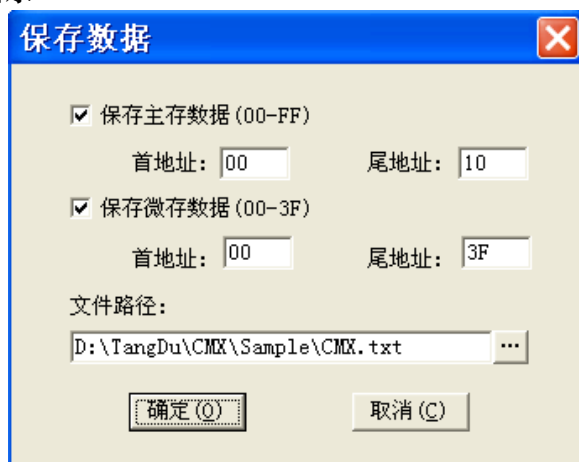 保存数据
保存主存数据(00-FF)
首地址: 00 尾地址: 10
保存微存数据(00-3F)
首地址: 00 尾地址: 3F
文件路径:
D:\TangDu\CMX\Sample\CMX.txt ...
确定(O) 取消(C)